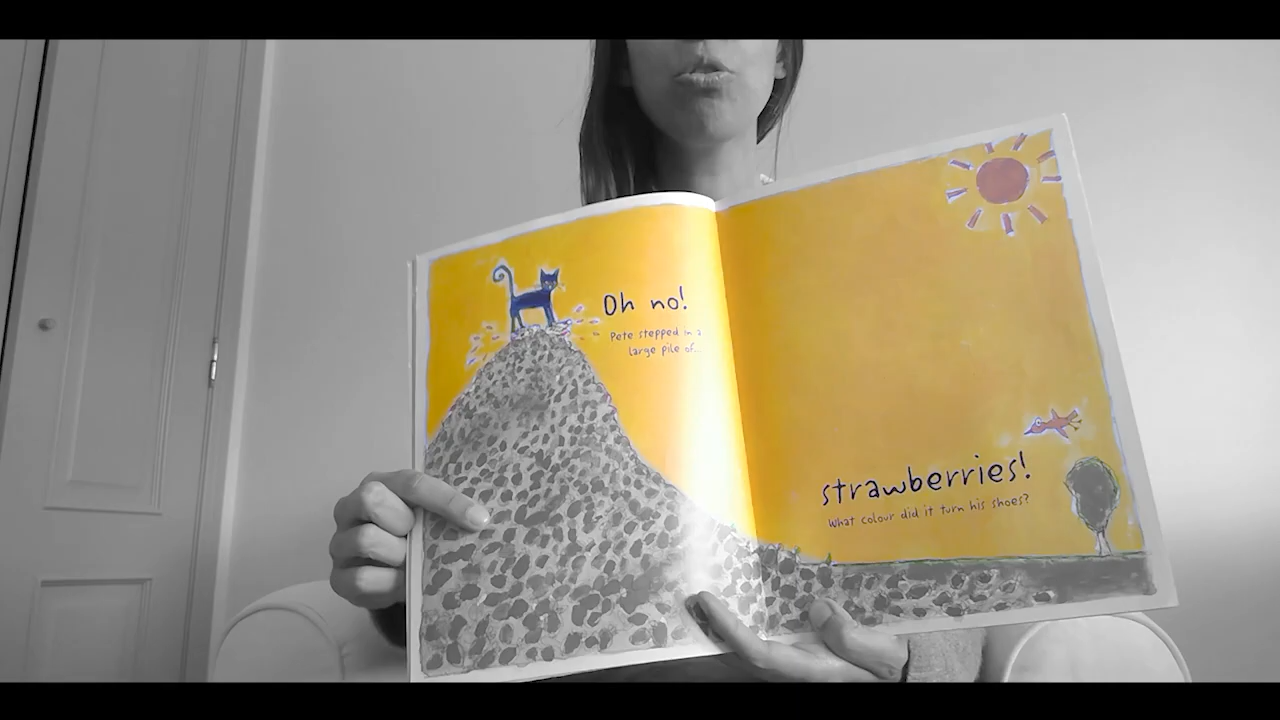 Oh no!
Pete stepped in a
large pile of...
strawberries!
What colour did it turn his shoes?